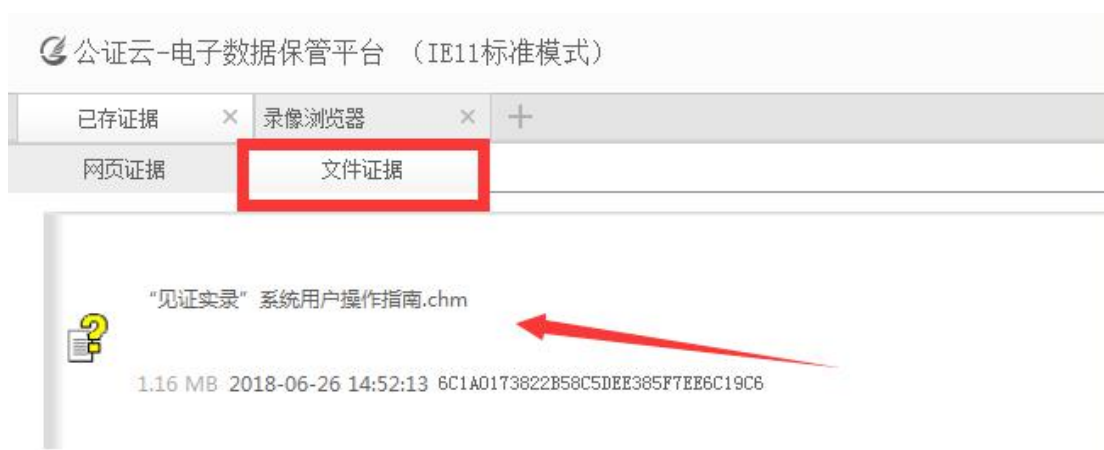 公证云-电子数据保管平台 （IE11标准模式）
已存证据 × 录像浏览器 × +
网页证据 文件证据
“见证实录”系统用户操作指南.chm
1.16 MB 2018-06-26 14:52:13 6C1A0173822B58C5DEE385F7EE6C19C6